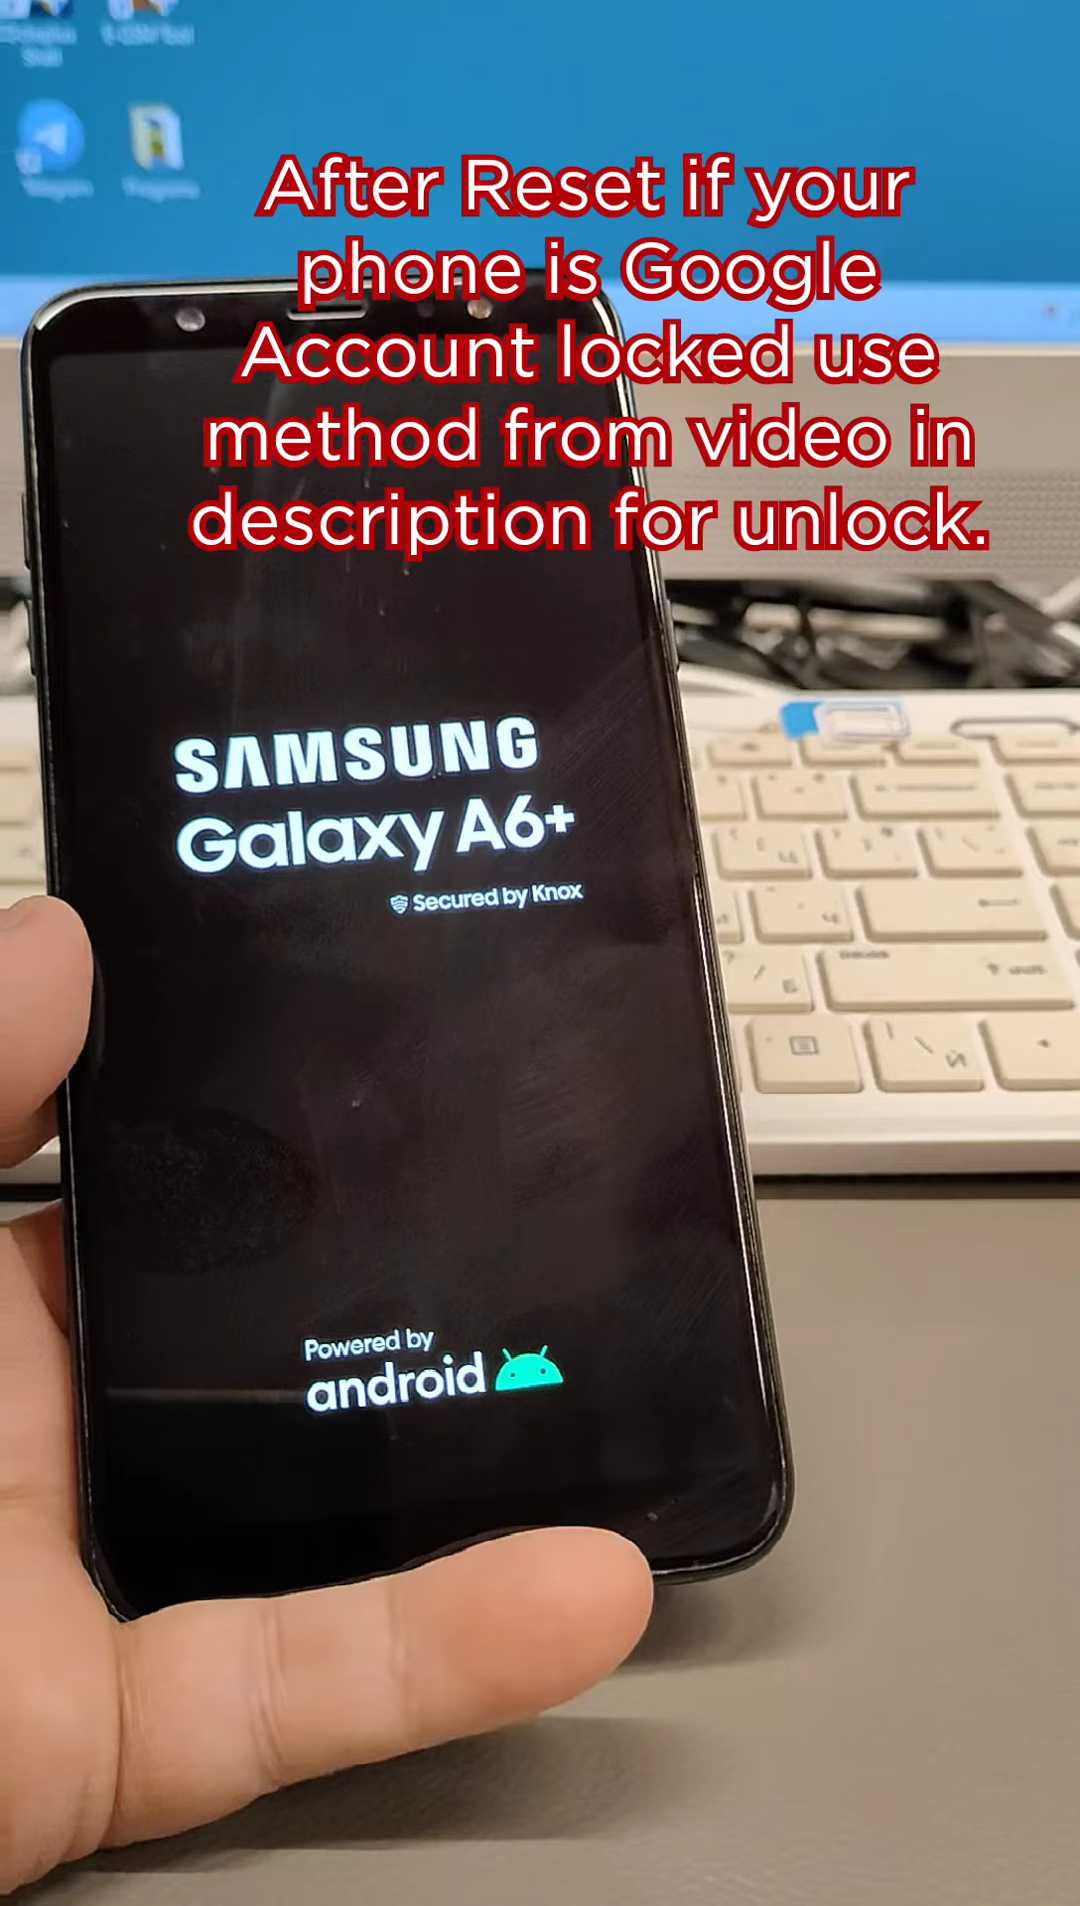 After Reset if your
phone is Google
Account locked use
method from video in
description for unlock.
SAMSUNG
Galaxy A6+
Secured by Knox
Powered by
android